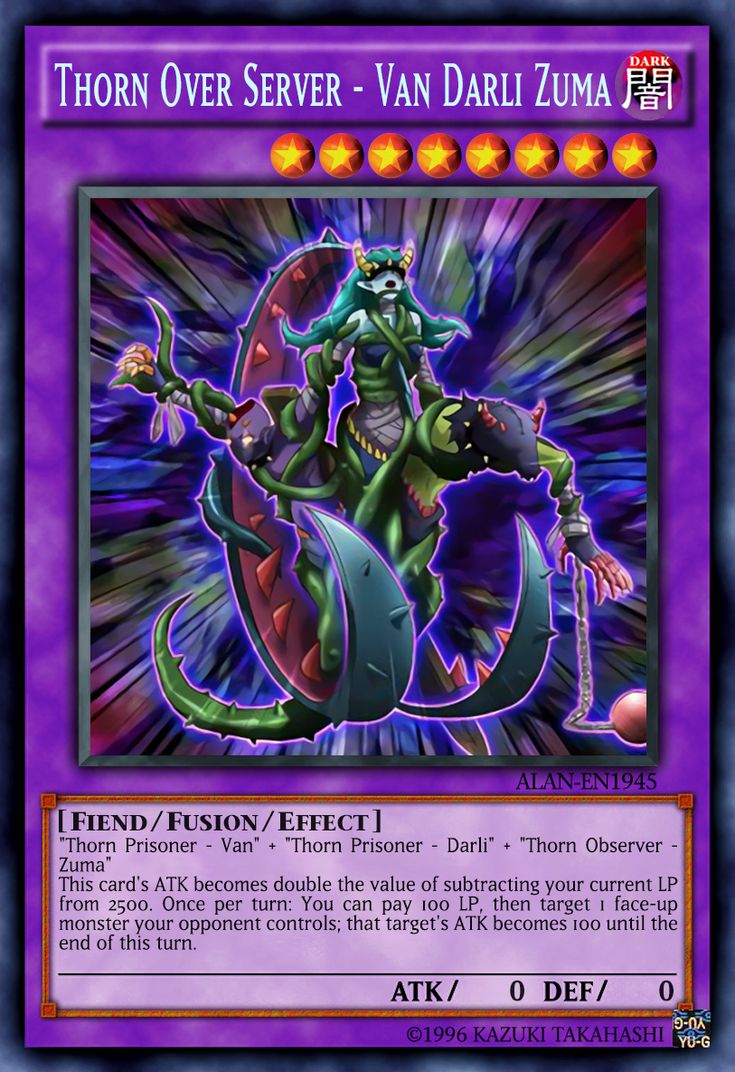 Thorn Over Server - Van Darli Zuma
DARK
闇
ALAN-EN1945
[Fiend/Fusion/Effect]
"Thorn Prisoner - Van" + "Thorn Prisoner - Darli" + "Thorn Observer -
Zuma"
This card's ATK becomes double the value of subtracting your current LP
from 2500. Once per turn: You can pay 100 LP, then target 1 face-up
monster your opponent controls; that target's ATK becomes 100 until the
end of this turn.
ATK/ 0 DEF/ 0
©1996 KAZUKI TAKAHASHI